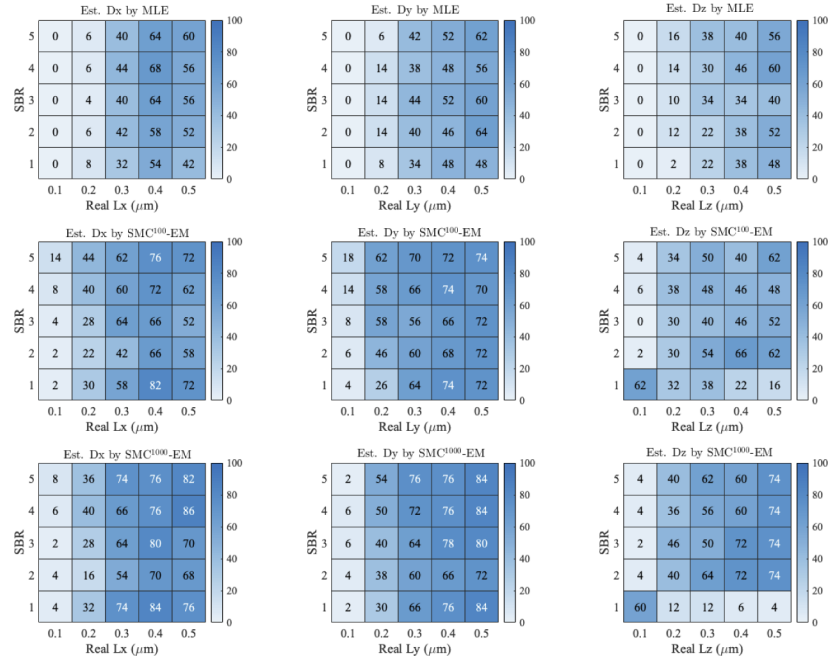 Est. Dx by MLE
SBR
5 0 6 40 64 60
4 0 6 44 68 56
3 0 4 40 64 56
2 0 6 42 58 52
1 0 8 32 54 42
0.1 0.2 0.3 0.4 0.5
Real Lx (μm)
100
80
60
40
20
0
Est. Dy by MLE
SBR
5 0 6 42 52 62
4 0 14 38 48 56
3 0 14 44 52 60
2 0 14 40 46 64
1 0 8 34 48 48
0.1 0.2 0.3 0.4 0.5
Real Ly (μm)
100
80
60
40
20
0
Est. Dz by MLE
SBR
5 0 16 38 40 56
4 0 14 30 46 60
3 0 10 34 34 40
2 0 12 22 38 52
1 0 2 22 38 48
0.1 0.2 0.3 0.4 0.5
Real Lz (μm)
100
80
60
40
20
0
Est. Dx by SMC¹⁰⁰-EM
SBR
5 14 44 62 76 72
4 8 40 60 72 62
3 4 28 64 66 52
2 2 22 42 66 58
1 2 30 58 82 72
0.1 0.2 0.3 0.4 0.5
Real Lx (μm)
100
80
60
40
20
0
Est. Dy by SMC¹⁰⁰-EM
SBR
5 18 62 70 72 74
4 14 58 66 74 70
3 8 58 56 66 72
2 6 46 60 68 72
1 4 26 64 74 72
0.1 0.2 0.3 0.4 0.5
Real Ly (μm)
100
80
60
40
20
0
Est. Dz by SMC¹⁰⁰-EM
SBR
5 4 34 50 40 62
4 6 38 48 46 48
3 0 30 40 46 52
2 2 30 54 66 62
1 62 32 38 22 16
0.1 0.2 0.3 0.4 0.5
Real Lz (μm)
100
80
60
40
20
0
Est. Dx by SMC¹⁰⁰⁰-EM
SBR
5 8 36 74 76 82
4 6 40 66 76 86
3 2 28 64 80 70
2 4 16 54 70 68
1 4 32 74 84 76
0.1 0.2 0.3 0.4 0.5
Real Lx (μm)
100
80
60
40
20
0
Est. Dy by SMC¹⁰⁰⁰-EM
SBR
5 2 54 76 76 84
4 6 50 72 76 84
3 6 40 64 78 80
2 4 38 60 66 72
1 2 30 66 76 84
0.1 0.2 0.3 0.4 0.5
Real Ly (μm)
100
80
60
40
20
0
Est. Dz by SMC¹⁰⁰⁰-EM
SBR
5 4 40 62 60 74
4 4 36 56 60 74
3 2 46 50 72 74
2 4 40 64 72 74
1 60 12 12 6 4
0.1 0.2 0.3 0.4 0.5
Real Lz (μm)
100
80
60
40
20
0